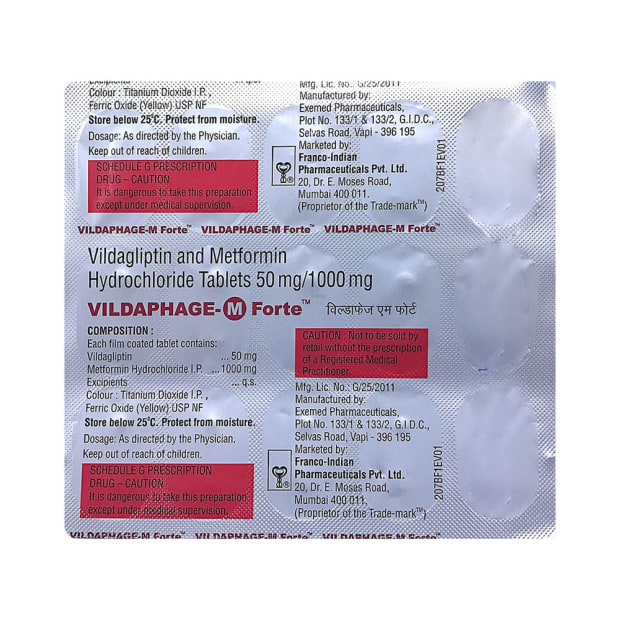 Colour : Titanium Dioxide I.P. ,
Ferric Oxide (Yellow) USP NF
Store below 25°C. Protect from moisture.
Dosage: As directed by the Physician.
Keep out of reach of children.
SCHEDULE G PRESCRIPTION
DRUG – CAUTION
It is dangerous to take this preparation
except under medical supervision.
Mfg. Lic. No.: G/25/2011
Manufactured by:
Exemed Pharmaceuticals,
Plot No. 133/1 & 133/2, G.I.D.C.,
Selvas Road, Vapi - 396 195
Marketed by:
Franco-Indian
Pharmaceuticals Pvt. Ltd.
20, Dr. E. Moses Road,
Mumbai 400 011.
(Proprietor of the Trade-mark™)
207BF1EV01
VILDAPHAGE-M Forte™ VILDAPHAGE-M Forte™ VILDAPHAGE-M Forte™
Vildagliptin and Metformin
Hydrochloride Tablets 50 mg/1000 mg
VILDAPHAGE-M Forte™ विल्डाफेज एम फोर्ट
COMPOSITION :
Each film coated tablet contains:
Vildagliptin ... 50 mg
Metformin Hydrochloride I.P. ... 1000 mg
Excipients ... q.s.
Colour : Titanium Dioxide I.P. ,
Ferric Oxide (Yellow) USP NF
Store below 25°C. Protect from moisture.
Dosage: As directed by the Physician.
Keep out of reach of children.
SCHEDULE G PRESCRIPTION
DRUG – CAUTION
It is dangerous to take this preparation
except under medical supervision.
CAUTION : Not to be sold by
retail without the prescription
of a Registered Medical
Practitioner.
Mfg. Lic. No.: G/25/2011
Manufactured by:
Exemed Pharmaceuticals,
Plot No. 133/1 & 133/2, G.I.D.C.,
Selvas Road, Vapi - 396 195
Marketed by:
Franco-Indian
Pharmaceuticals Pvt. Ltd.
20, Dr. E. Moses Road,
Mumbai 400 011.
(Proprietor of the Trade-mark™)
207BF1EV01
VILDAPHAGE-M Forte™ VILDAPHAGE-M Forte™ VILDAPHAGE-M Forte™